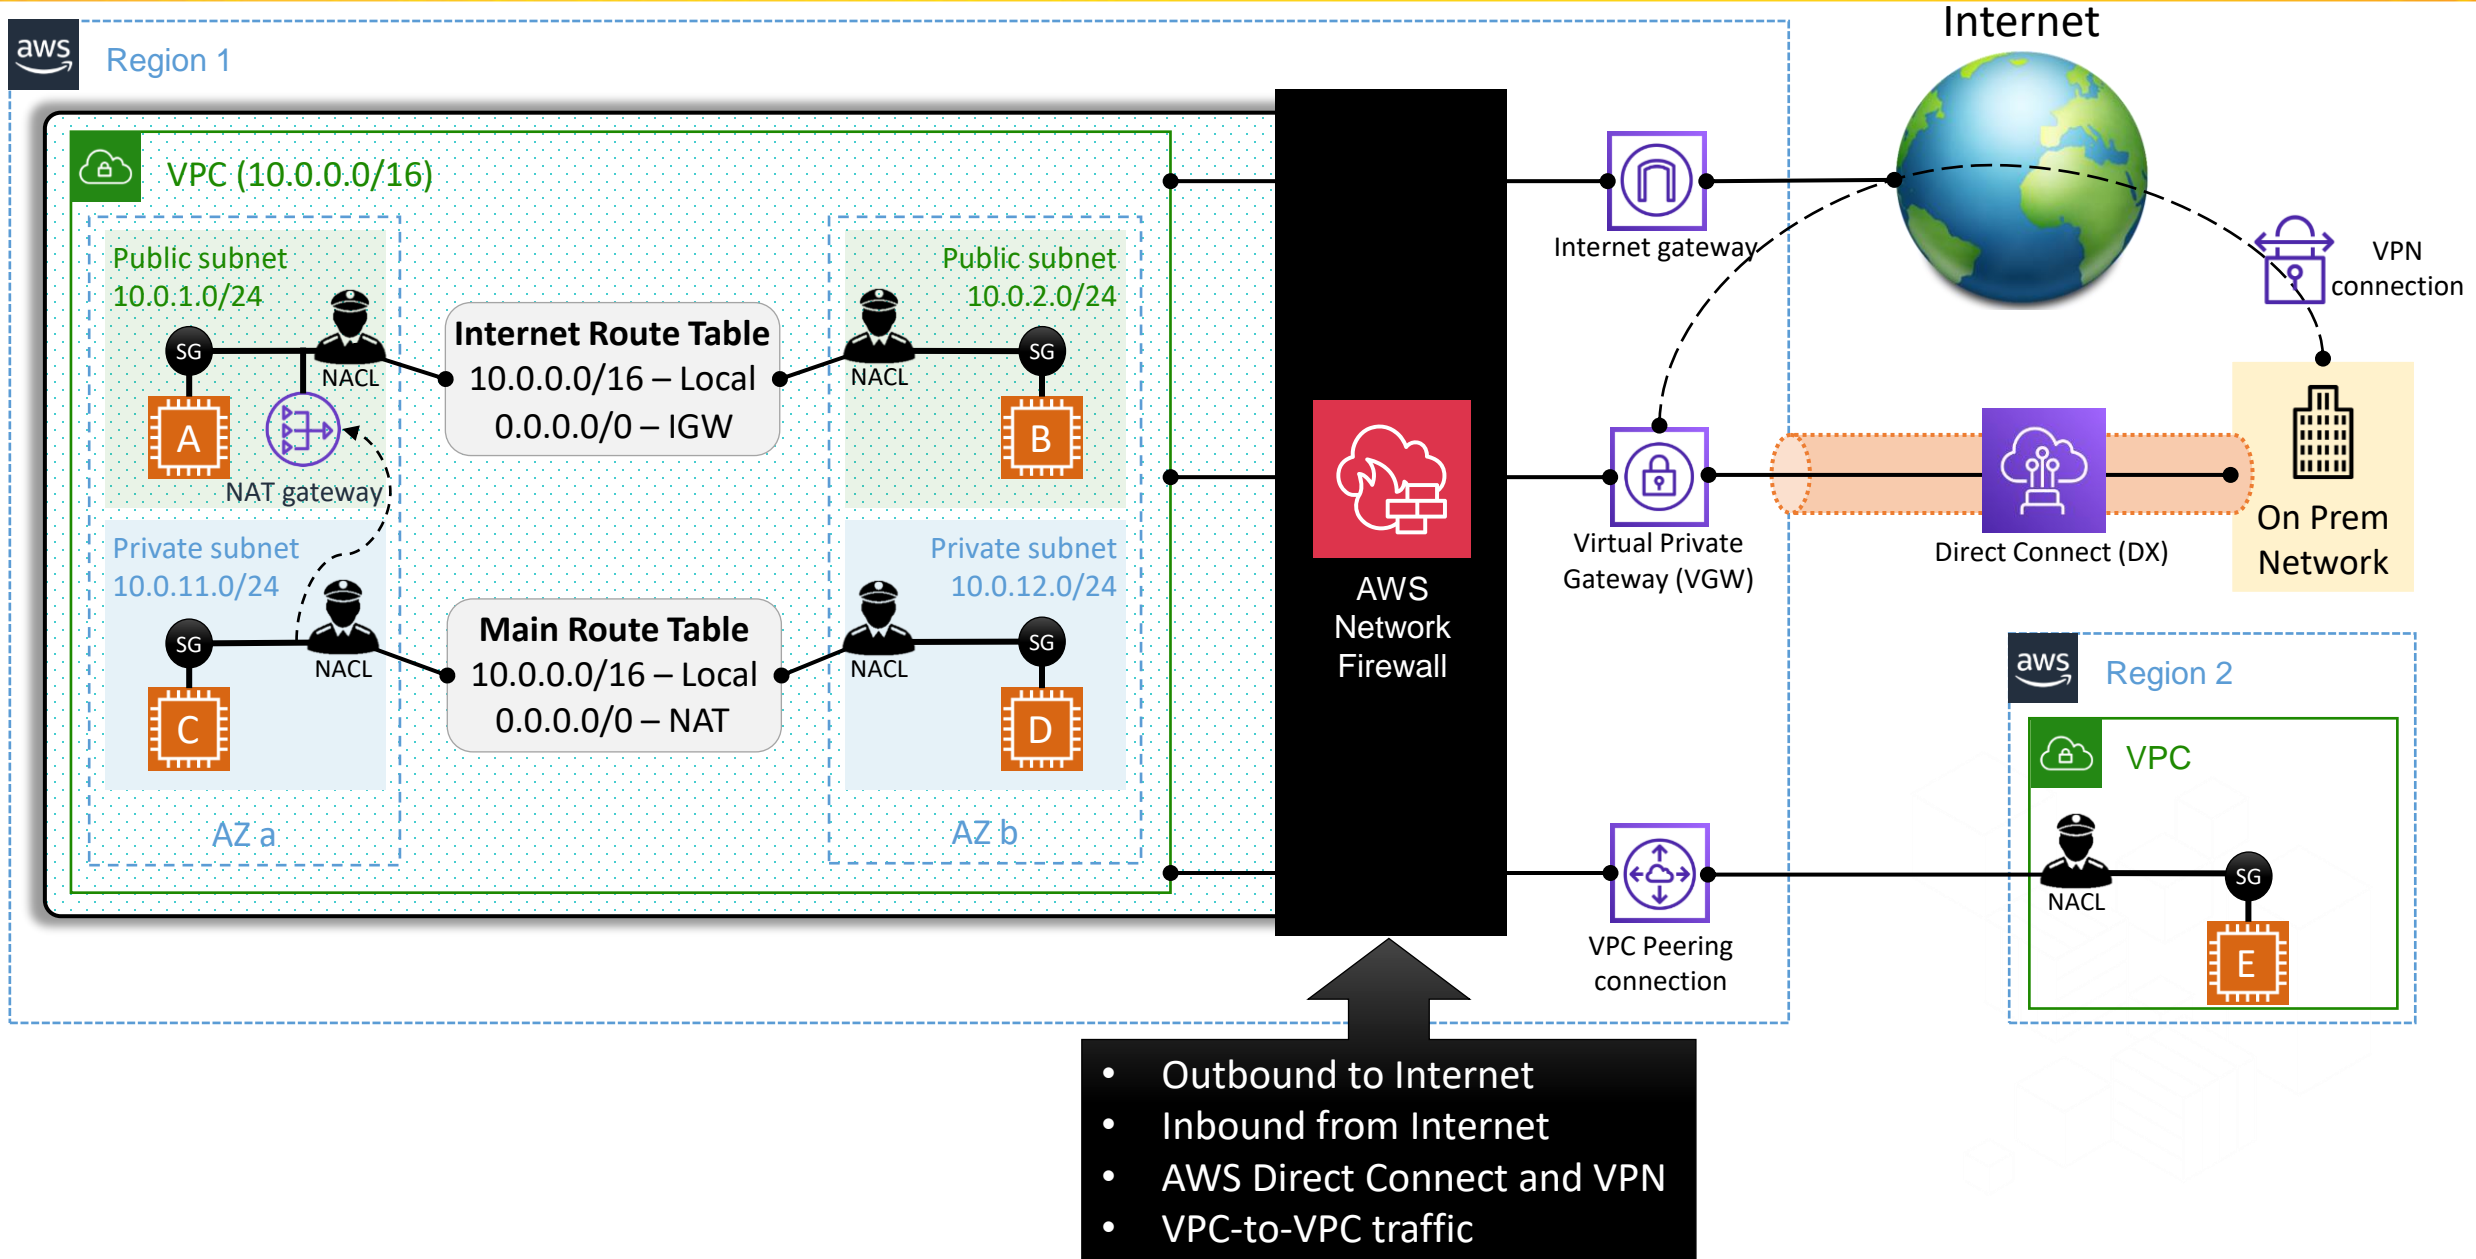 aws
Region 1
Internet
VPC (10.0.0.0/16)
Public subnet
10.0.1.0/24
SG
NACL
A
NAT gateway
Internet Route Table
10.0.0.0/16 – Local
0.0.0.0/0 – IGW
Public subnet
10.0.2.0/24
NACL
SG
B
Private subnet
10.0.11.0/24
SG
NACL
C
AZ a
Main Route Table
10.0.0.0/16 – Local
0.0.0.0/0 – NAT
Private subnet
10.0.12.0/24
NACL
SG
D
AZ b
AWS
Network
Firewall
Internet gateway
VPN
connection
Virtual Private
Gateway (VGW)
Direct Connect (DX)
On Prem
Network
VPC Peering
connection
aws
Region 2
VPC
NACL
SG
E
• Outbound to Internet
• Inbound from Internet
• AWS Direct Connect and VPN
• VPC-to-VPC traffic